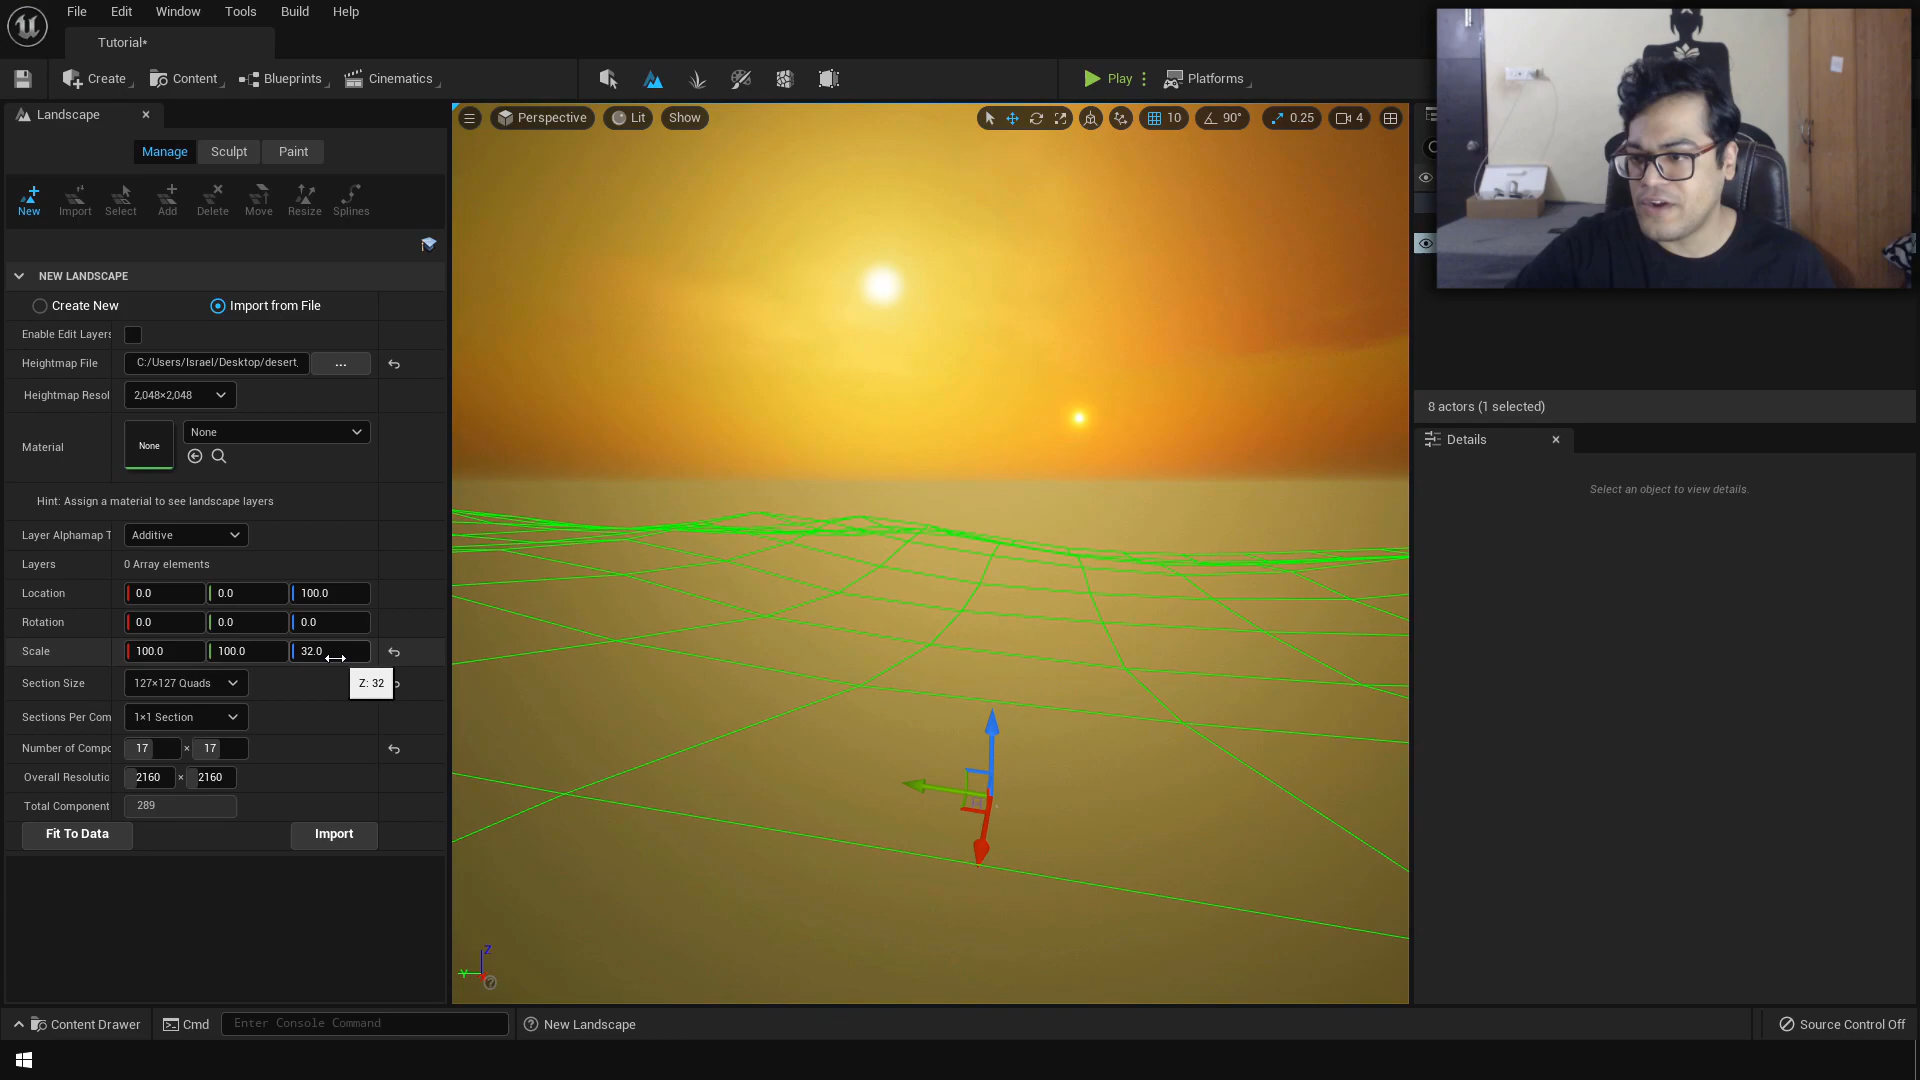 File Edit Window Tools Build Help
Tutorial*
Create Content Blueprints Cinematics Play Platforms
Landscape
Perspective Lit Show 10 90° 0.25 4
Manage Sculpt Paint
New Import Select Add Delete Move Resize Splines
NEW LANDSCAPE
Create New Import from File
Enable Edit Layers
Heightmap File C:/Users/Israel/Desktop/desert_ ...
Heightmap Resol 2,048×2,048
Material None None
Hint: Assign a material to see landscape layers
Layer Alphamap T Additive
Layers 0 Array elements
Location 0.0 0.0 100.0
Rotation 0.0 0.0 0.0
Scale 100.0 100.0 32.0
Section Size 127×127 Quads
Z: 32
Sections Per Com 1×1 Section
Number of Compo 17 × 17
Overall Resolutio 2160 × 2160
Total Component 289
Fit To Data Import
Z
Y
8 actors (1 selected)
Details
Select an object to view details.
Content Drawer Cmd Enter Console Command New Landscape Source Control Off